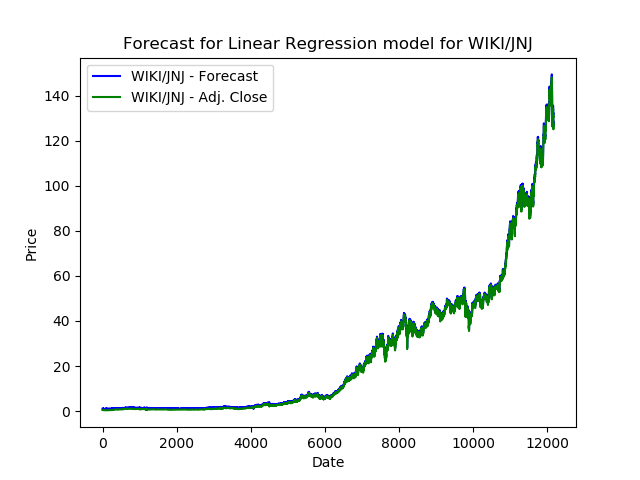 Forecast for Linear Regression model for WIKI/JNJ
WIKI/JNJ - Forecast
WIKI/JNJ - Adj. Close
140
120
100
80
60
40
20
0
Price
0 2000 4000 6000 8000 10000 12000
Date